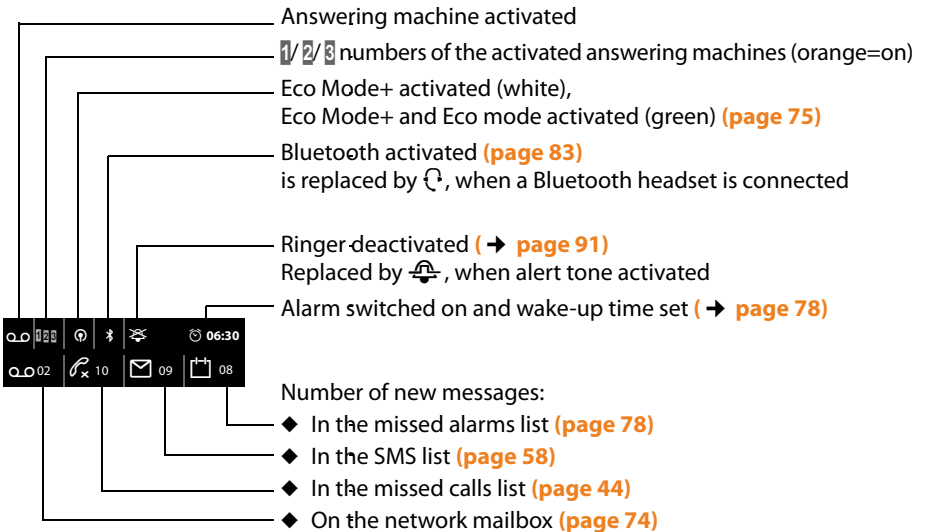 Answering machine activated
1/ 2/ 3 numbers of the activated answering machines (orange=on)
Eco Mode+ activated (white),
Eco Mode+ and Eco mode activated (green) (page 75)
Bluetooth activated (page 83)
is replaced by , when a Bluetooth headset is connected
Ringer deactivated ( ➔ page 91)
Replaced by , when alert tone activated
Alarm switched on and wake-up time set ( ➔ page 78)
1 2 3 06:30
02 10 09 08
Number of new messages:
◆ In the missed alarms list (page 78)
◆ In the SMS list (page 58)
◆ In the missed calls list (page 44)
◆ On the network mailbox (page 74)